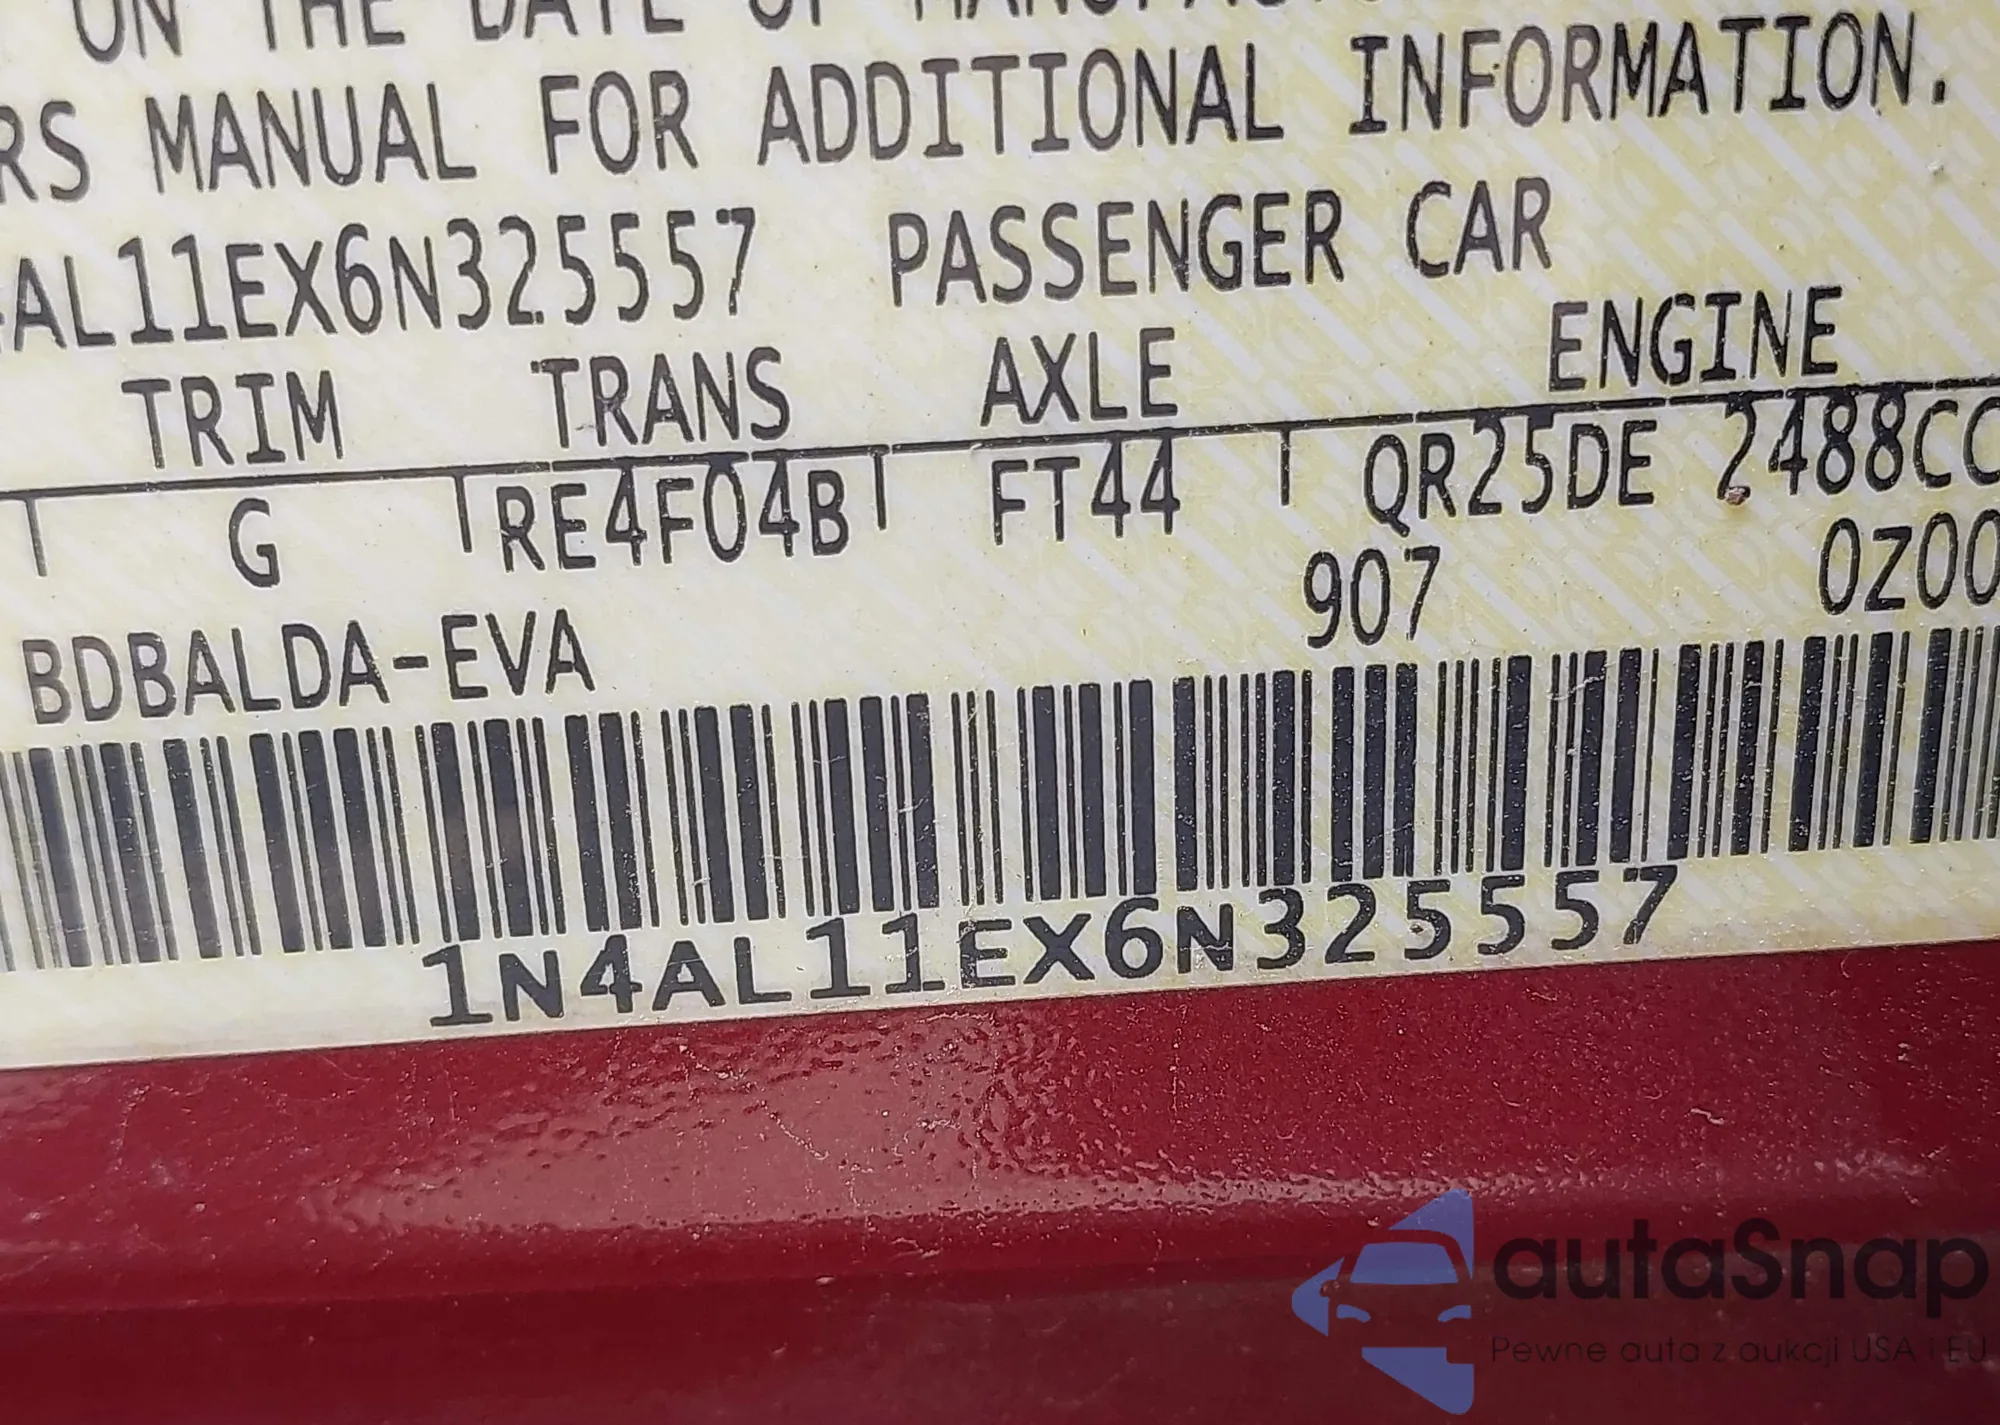 ON THE DATE OF MANUFACTU
RS MANUAL FOR ADDITIONAL INFORMATION.
4AL11EX6N325557 PASSENGER CAR
TRIM TRANS AXLE ENGINE
G RE4F04B FT44 QR25DE 2488CC
BDBALDA-EVA 907 0Z00
1N4AL11EX6N325557
autaSnap
Pewne auta z aukcji USA i EU